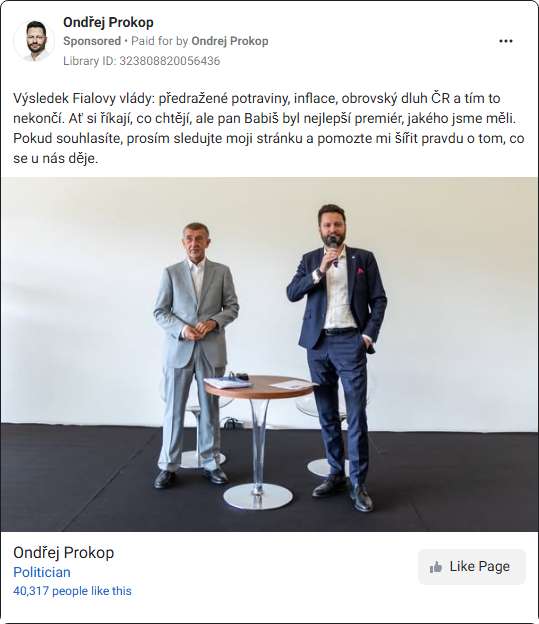 Ondřej Prokop
Sponsored • Paid for by Ondrej Prokop
Library ID: 323808820056436
Výsledek Fialovy vlády: předražené potraviny, inflace, obrovský dluh ČR a tím to
nekončí. Ať si říkají, co chtějí, ale pan Babiš byl nejlepší premiér, jakého jsme měli.
Pokud souhlasíte, prosím sledujte moji stránku a pomozte mi šířit pravdu o tom, co
se u nás děje.
Ondřej Prokop
Politician
40,317 people like this
Like Page